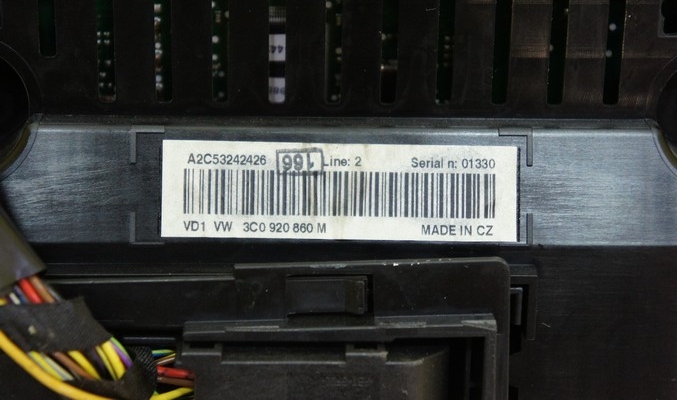 A2C53242426 166 Line: 2 Serial n: 01330
VD1 VW 3C0 920 860 M MADE IN CZ